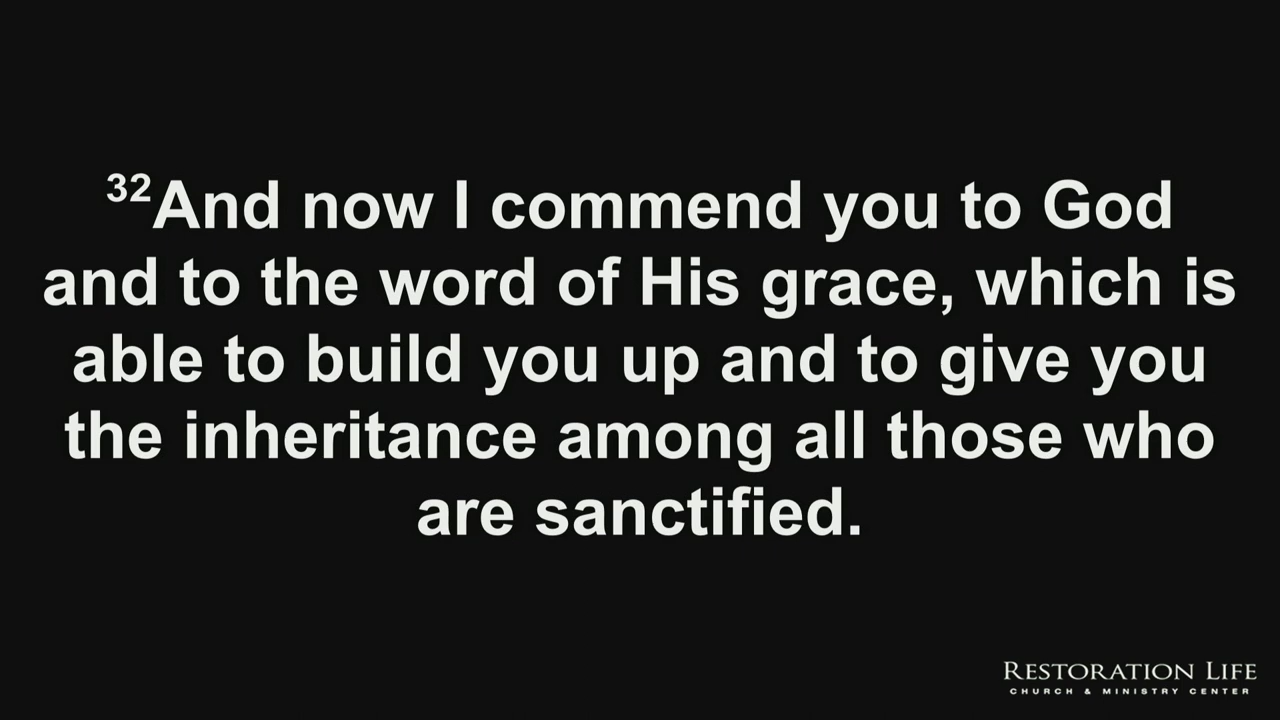 ³²And now I commend you to God
and to the word of His grace, which is
able to build you up and to give you
the inheritance among all those who
are sanctified.
RESTORATION LIFE
CHURCH & MINISTRY CENTER